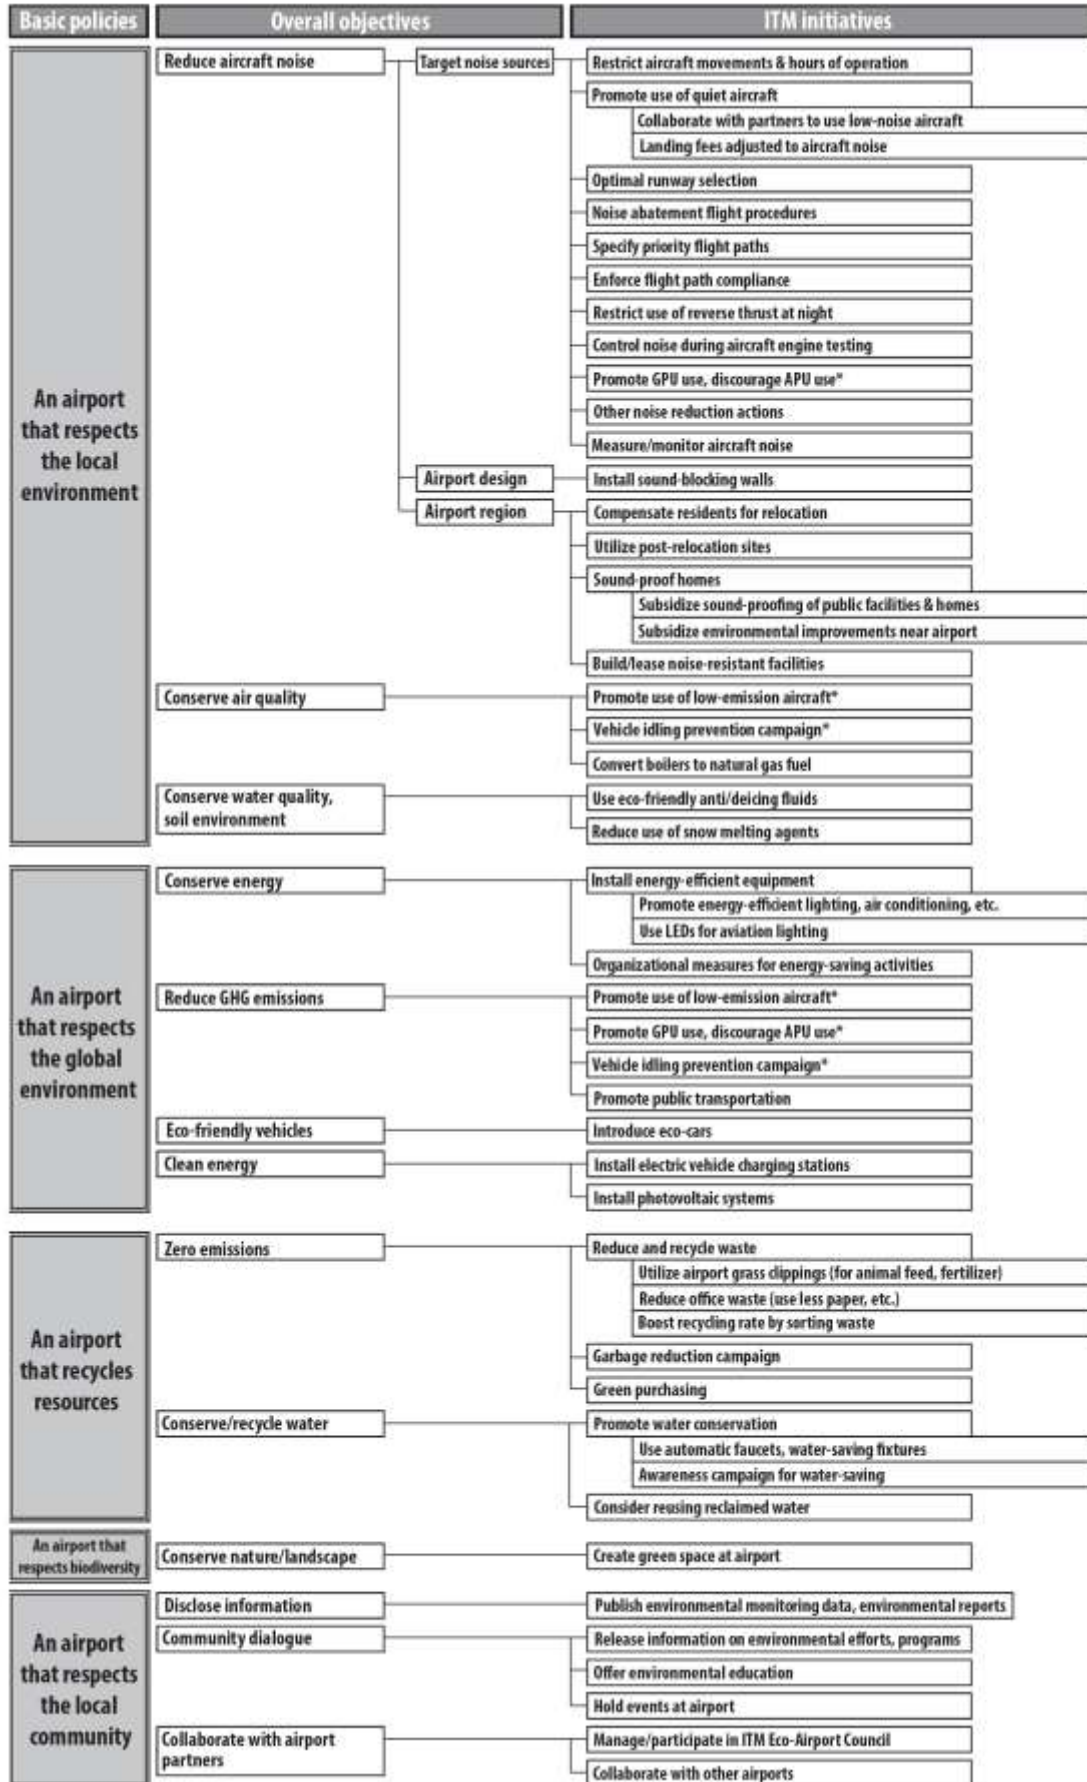 Basic policies
Overall objectives
ITM initiatives
An airport
that respects
the local
environment
Reduce aircraft noise
Target noise sources
Restrict aircraft movements & hours of operation
Promote use of quiet aircraft
Collaborate with partners to use low-noise aircraft
Landing fees adjusted to aircraft noise
Optimal runway selection
Noise abatement flight procedures
Specify priority flight paths
Enforce flight path compliance
Restrict use of reverse thrust at night
Control noise during aircraft engine testing
Promote GPU use, discourage APU use*
Other noise reduction actions
Measure/monitor aircraft noise
Airport design
Install sound-blocking walls
Airport region
Compensate residents for relocation
Utilize post-relocation sites
Sound-proof homes
Subsidize sound-proofing of public facilities & homes
Subsidize environmental improvements near airport
Build/lease noise-resistant facilities
Conserve air quality
Promote use of low-emission aircraft*
Vehicle idling prevention campaign*
Convert boilers to natural gas fuel
Conserve water quality,
soil environment
Use eco-friendly anti/deicing fluids
Reduce use of snow melting agents
An airport
that respects
the global
environment
Conserve energy
Install energy-efficient equipment
Promote energy-efficient lighting, air conditioning, etc.
Use LEDs for aviation lighting
Organizational measures for energy-saving activities
Reduce GHG emissions
Promote use of low-emission aircraft*
Promote GPU use, discourage APU use*
Vehicle idling prevention campaign*
Promote public transportation
Eco-friendly vehicles
Introduce eco-cars
Clean energy
Install electric vehicle charging stations
Install photovoltaic systems
An airport
that recycles
resources
Zero emissions
Reduce and recycle waste
Utilize airport grass clippings (for animal feed, fertilizer)
Reduce office waste (use less paper, etc.)
Boost recycling rate by sorting waste
Garbage reduction campaign
Green purchasing
Conserve/recycle water
Promote water conservation
Use automatic faucets, water-saving fixtures
Awareness campaign for water-saving
Consider reusing reclaimed water
An airport that
respects biodiversity
Conserve nature/landscape
Create green space at airport
An airport
that respects
the local
community
Disclose information
Publish environmental monitoring data, environmental reports
Community dialogue
Release information on environmental efforts, programs
Offer environmental education
Hold events at airport
Collaborate with airport
partners
Manage/participate in ITM Eco-Airport Council
Collaborate with other airports